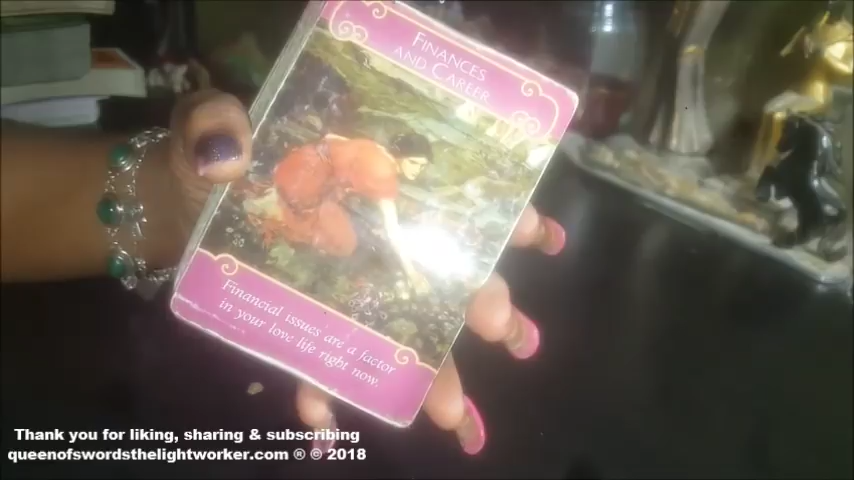 FINANCES
AND CAREER
Financial issues are a factor
in your love life right now.
Thank you for liking, sharing & subscribing
queenofswordsthelightworker.com ® © 2018